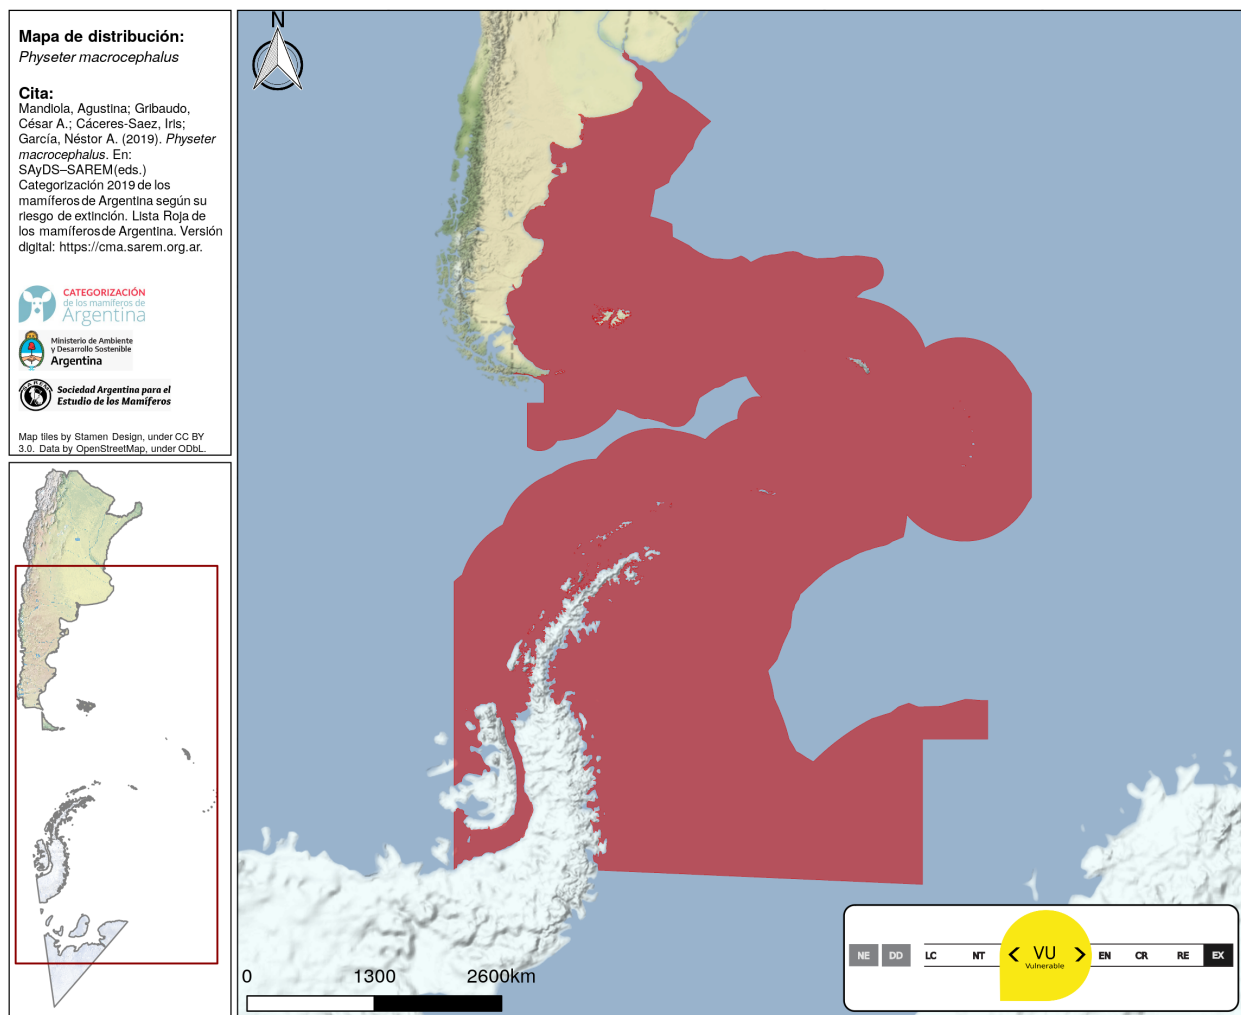 Mapa de distribución:
Physeter macrocephalus
Cita:
Mandiola, Agustina; Gribaudo,
César A.; Cáceres-Saez, Iris;
García, Néstor A. (2019). Physeter
macrocephalus. En:
SAyDS–SAREM(eds.)
Categorización 2019 de los
mamíferos de Argentina según su
riesgo de extinción. Lista Roja de
los mamíferos de Argentina. Versión
digital: https://cma.sarem.org.ar.
CATEGORIZACIÓN
de los mamíferos de
Argentina
Ministerio de Ambiente
y Desarrollo Sostenible
Argentina
S.A.R.E.M.
Sociedad Argentina para el
Estudio de los Mamíferos
Map tiles by Stamen Design, under CC BY
3.0. Data by OpenStreetMap, under ODbL.
N
0 1300 2600km
NE DD LC NT < VU > EN CR RE EX
Vulnerable